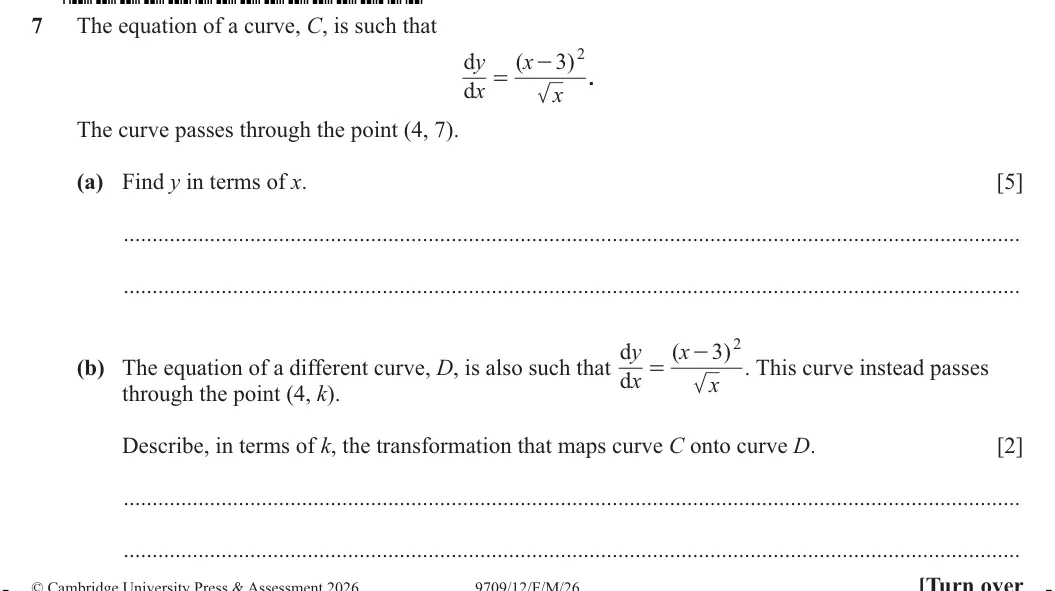 7 The equation of a curve, C, is such that
dy/dx = (x − 3)²/√x.
The curve passes through the point (4, 7).
(a) Find y in terms of x. [5]
(b) The equation of a different curve, D, is also such that dy/dx = (x − 3)²/√x. This curve instead passes
through the point (4, k).
Describe, in terms of k, the transformation that maps curve C onto curve D. [2]
© Cambridge University Press & Assessment 2026 9709/12/F/M/26 [Turn over